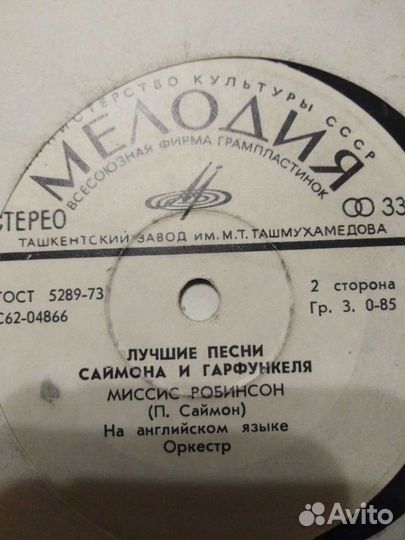 МИНИСТЕРСТВО КУЛЬТУРЫ СССР
МЕЛОДИЯ
ВСЕСОЮЗНАЯ ФИРМА ГРАМПЛАСТИНОК
СТЕРЕО
33
ТАШКЕНТСКИЙ ЗАВОД ИМ. М.Т. ТАШМУХАМЕДОВА
ГОСТ 5289-73
С62-04866
2 сторона
Гр. 3. 0-85
ЛУЧШИЕ ПЕСНИ
САЙМОНА И ГАРФУНКЕЛЯ
МИССИС РОБИНСОН
(П. Саймон)
На английском языке
Оркестр
Avito